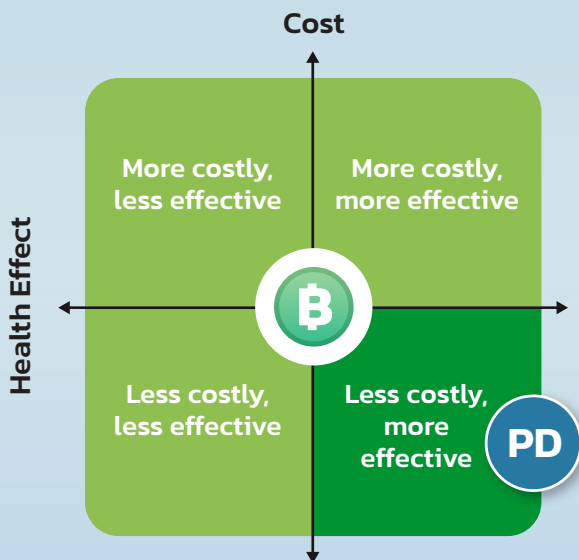 Cost
More costly,
less effective
More costly,
more effective
Health Effect
฿
Less costly,
less effective
Less costly,
more
effective
PD